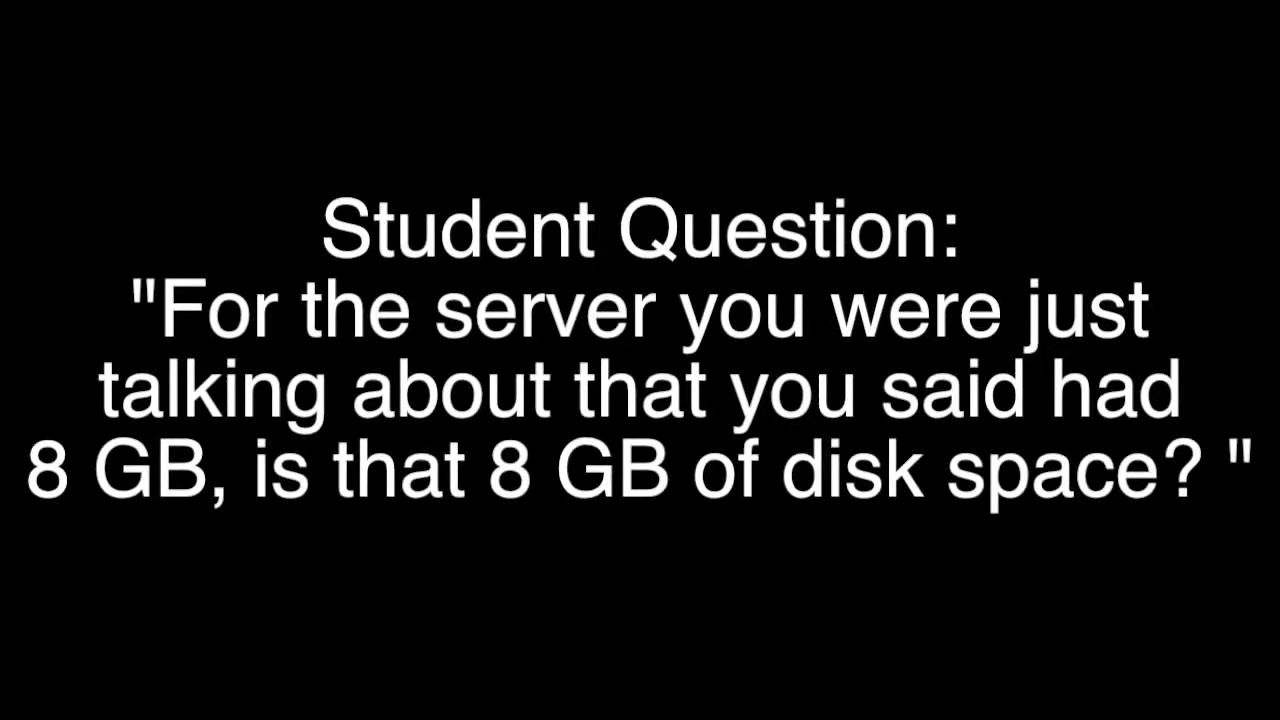 Student Question:
"For the server you were just
talking about that you said had
8 GB, is that 8 GB of disk space? "